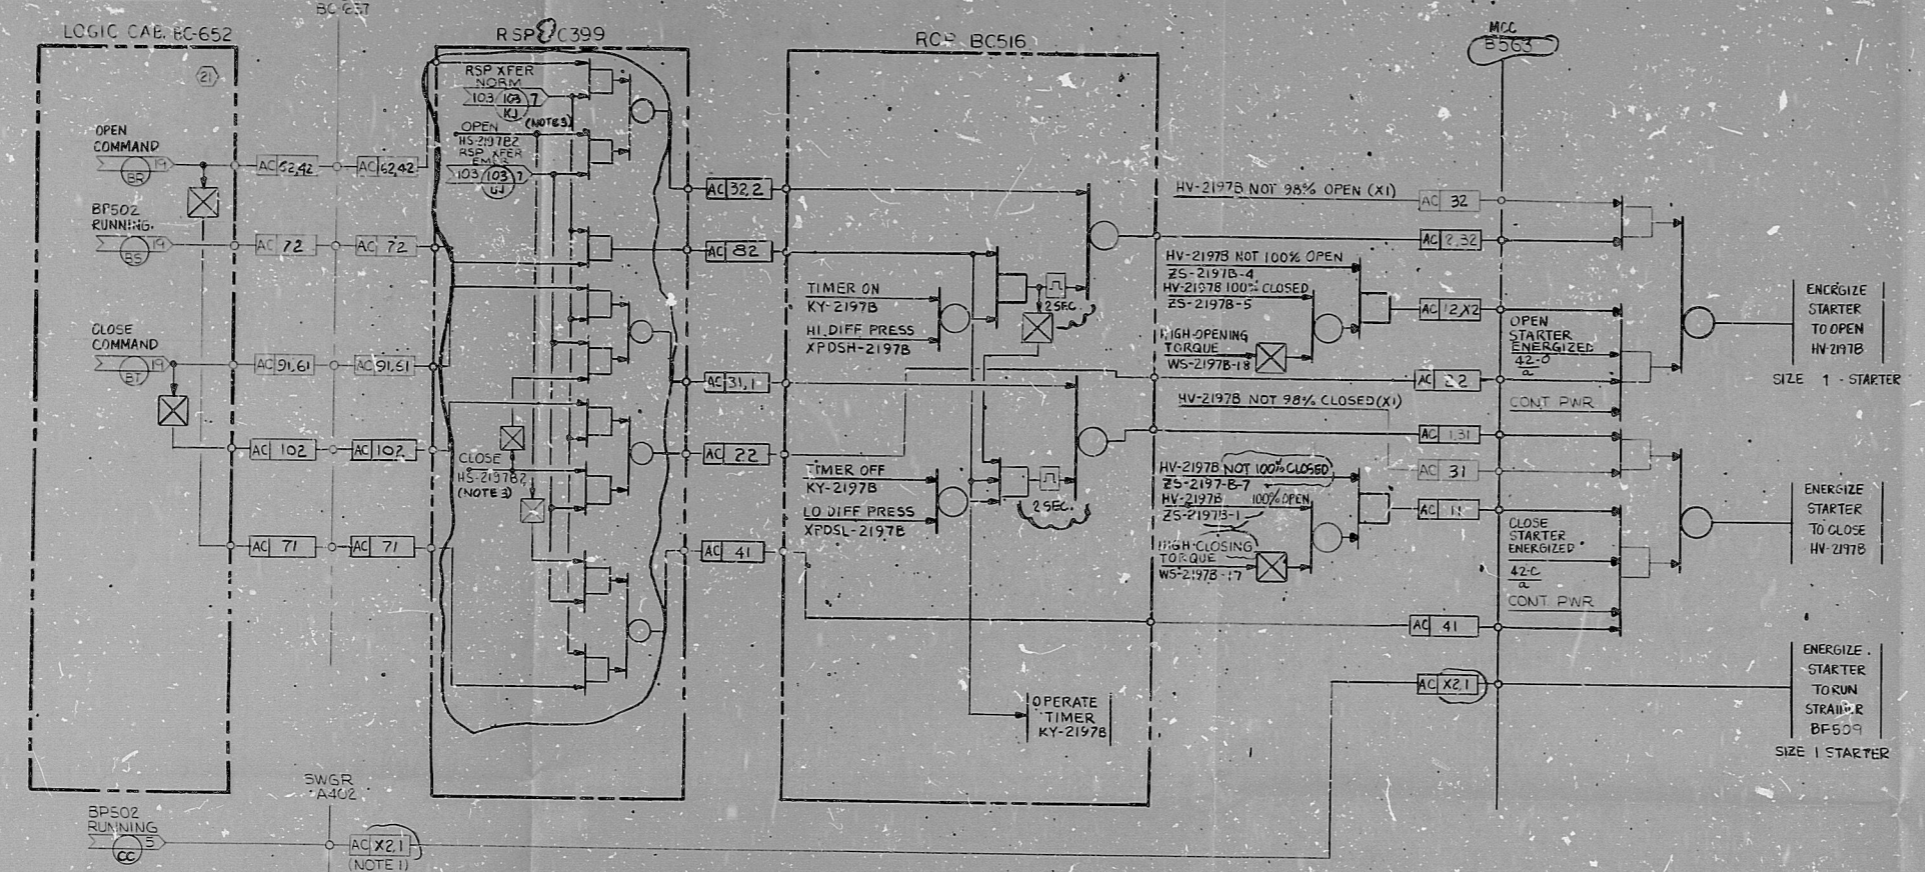 LOGIC CAB. BC-652
21
OPEN
COMMAND
19
BR
AC 62,42
AC 62,42
BP502
RUNNING.
19
BS
AC 72
AC 72
CLOSE
COMMAND
19
BT
AC 91,61
AC 91,61
AC 102
AC 102
AC 71
AC 71
SWGR
A402
BP502
RUNNING
5
CC
AC X2,1
(NOTE 1)
RSP C399
RSP XFER
NORM
103 103 7
KJ
(NOTE 3)
OPEN
HS-2197B2
RSP XFER
103 103 7
CLOSE
HS-2197B2
(NOTE 3)
AC 32,2
AC 82
AC 31,1
AC 22
AC 41
RCP BC516
TIMER ON
KY-2197B
HI. DIFF PRESS
XPDSH-2197B
2 SEC.
TIMER OFF
KY-2197B
LO DIFF PRESS
XPDSL-2197B
2 SEC.
OPERATE
TIMER
KY-2197B
MCC
B563
HV-2197B NOT 98% OPEN (X1)
AC 32
AC 2,32
HV-2197B NOT 100% OPEN
ZS-2197B-4
HV-2197B 100% CLOSED
ZS-2197B-5
HIGH-OPENING
TORQUE
WS-2197B-18
AC 12,X2
AC 22
HV-2197B NOT 98% CLOSED (X1)
AC 1,31
AC 31
HV-2197B NOT 100% CLOSED
ZS-2197-B-7
HV-2197B 100% OPEN
ZS-2197B-1
HIGH-CLOSING
TORQUE
WS-2197B-17
AC 11
AC 41
AC X2,1
OPEN
STARTER
ENERGIZED
42-O
a
CONT PWR
CLOSE
STARTER
ENERGIZED
42-C
a
CONT PWR
ENERGIZE
STARTER
TO OPEN
HV-2197B
SIZE 1 - STARTER
ENERGIZE
STARTER
TO CLOSE
HV-2197B
ENERGIZE.
STARTER
TO RUN
STRAINER
BF509
SIZE 1 STARTER